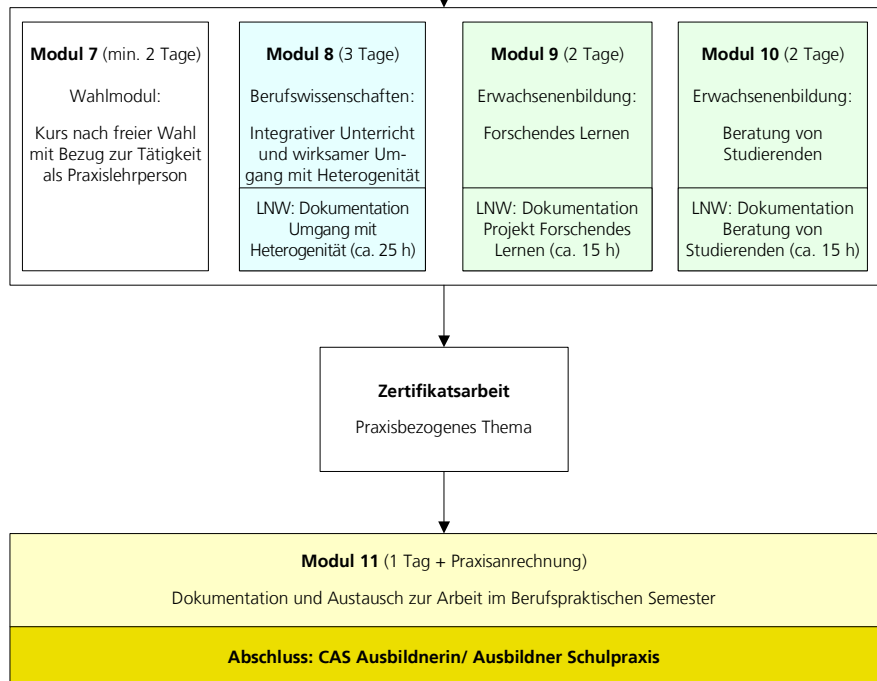 Modul 7 (min. 2 Tage)
Wahlmodul:
Kurs nach freier Wahl
mit Bezug zur Tätigkeit
als Praxislehrperson
Modul 8 (3 Tage)
Berufswissenschaften:
Integrativer Unterricht
und wirksamer Um-
gang mit Heterogenität
LNW: Dokumentation
Umgang mit
Heterogenität (ca. 25 h)
Modul 9 (2 Tage)
Erwachsenenbildung:
Forschendes Lernen
LNW: Dokumentation
Projekt Forschendes
Lernen (ca. 15 h)
Modul 10 (2 Tage)
Erwachsenenbildung:
Beratung von
Studierenden
LNW: Dokumentation
Beratung von
Studierenden (ca. 15 h)
Zertifikatsarbeit
Praxisbezogenes Thema
Modul 11 (1 Tag + Praxisanrechnung)
Dokumentation und Austausch zur Arbeit im Berufspraktischen Semester
Abschluss: CAS Ausbildnerin/ Ausbildner Schulpraxis